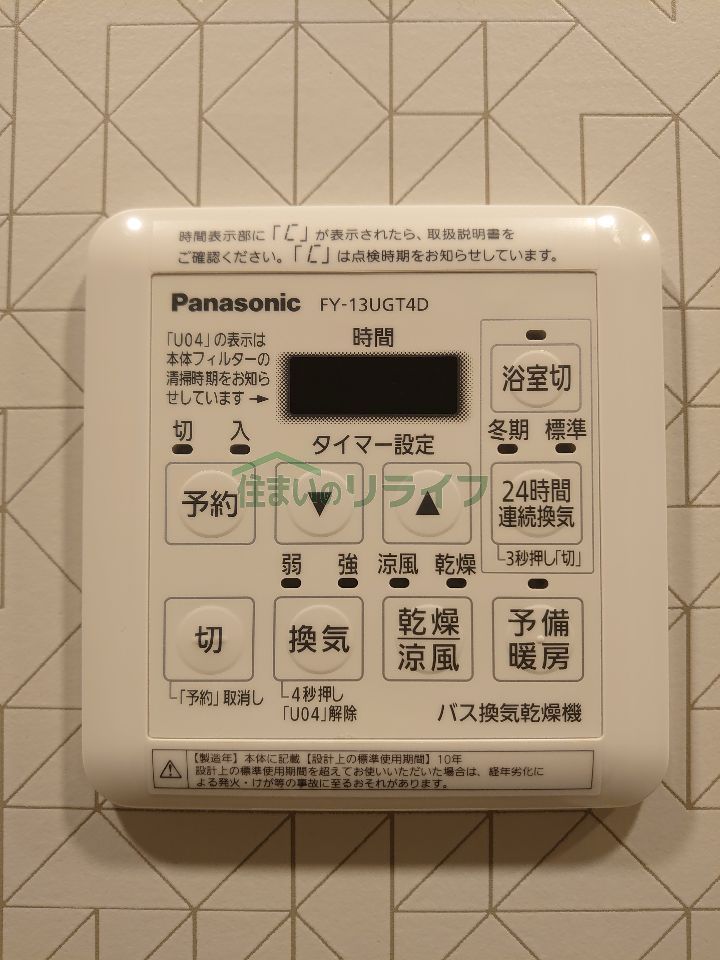 時間表示部に「C」が表示されたら、取扱説明書を
ご確認ください。「C」は点検時期をお知らせしています。
Panasonic FY-13UGT4D
「U04」の表示は
本体フィルターの
清掃時期をお知ら
せしています→
時間
浴室切
切 入
タイマー設定
冬期 標準
予約
▼
▲
24時間
連続換気
3秒押し「切」
住まいのリライフ
弱 強 涼風 乾燥
切
換気
乾燥
涼風
予備
暖房
「予約」取消し
4秒押し
「U04」解除
バス換気乾燥機
【製造年】本体に記載【設計上の標準使用期間】10年
設計上の標準使用期間を超えてお使いいただいた場合は、経年劣化に
よる発火・けが等の事故に至るおそれがあります。